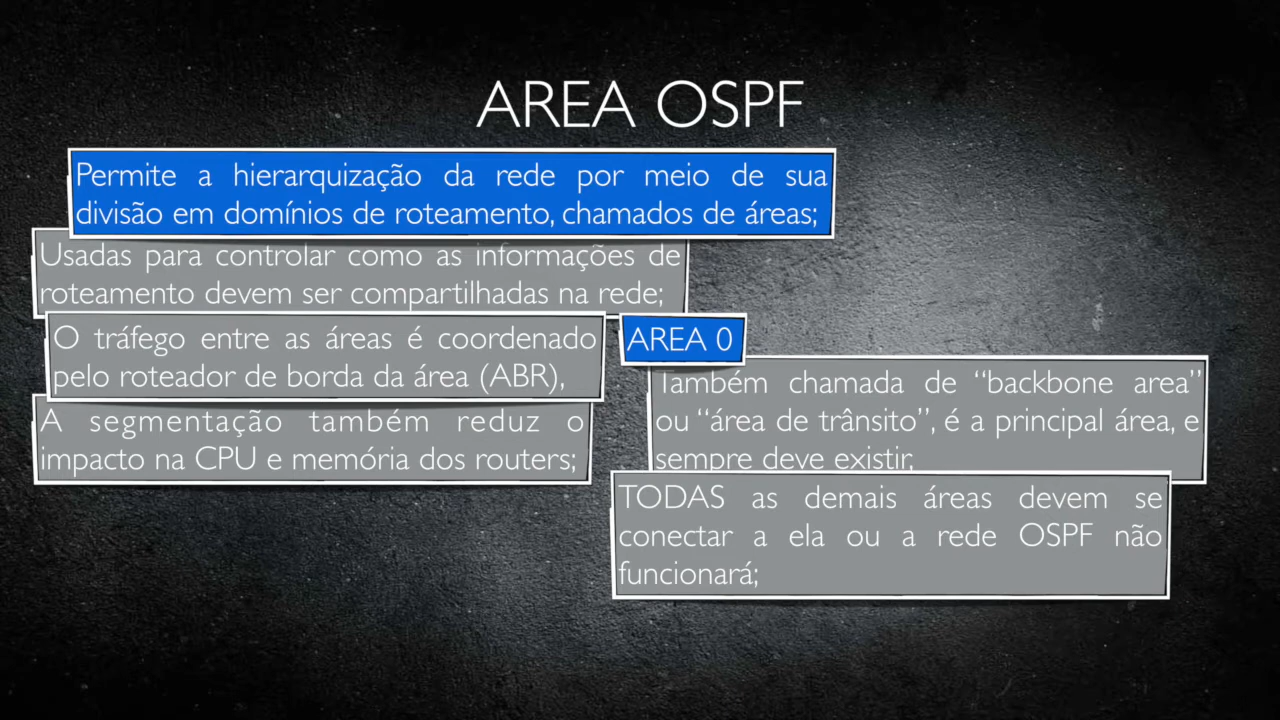 AREA OSPF
Permite a hierarquização da rede por meio de sua
divisão em domínios de roteamento, chamados de áreas;
Usadas para controlar como as informações de
roteamento devem ser compartilhadas na rede;
O tráfego entre as áreas é coordenado
pelo roteador de borda da área (ABR),
A segmentação também reduz o
impacto na CPU e memória dos routers;
AREA 0
Também chamada de “backbone area”
ou “área de trânsito”, é a principal área, e
sempre deve existir,
TODAS as demais áreas devem se
conectar a ela ou a rede OSPF não
funcionará;